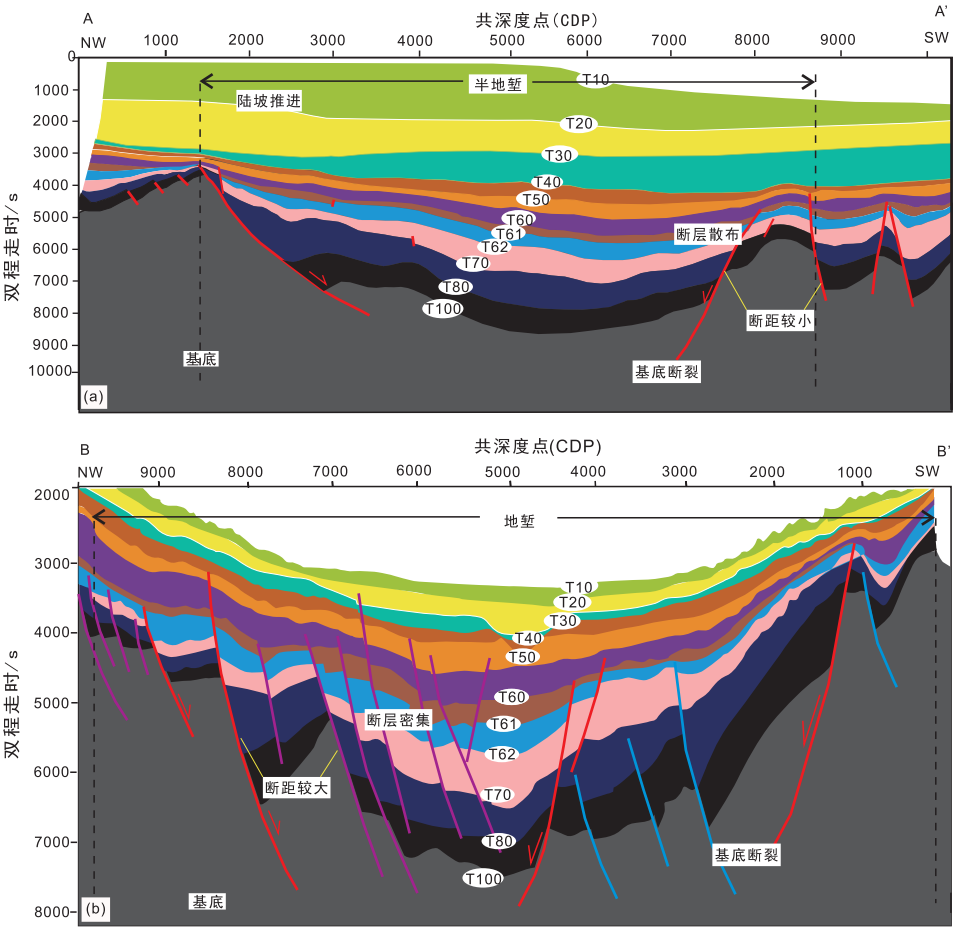 共深度点(CDP)
A
A'
NW
1000
2000
3000
4000
5000
6000
7000
8000
9000
SW
0
1000
2000
3000
4000
5000
6000
7000
8000
9000
10000
双程走时/s
半地堑
T10
陆坡推进
T20
T30
T40
T50
T60
T61
T62
T70
T80
T100
断层散布
断距较小
基底断裂
基底
(a)
共深度点(CDP)
B
B'
NW
9000
8000
7000
6000
5000
4000
3000
2000
1000
SW
2000
3000
4000
5000
6000
7000
8000
双程走时/s
地堑
T10
T20
T30
T40
T50
T60
T61
T62
T70
T80
T100
断层密集
断距较大
基底断裂
基底
(b)